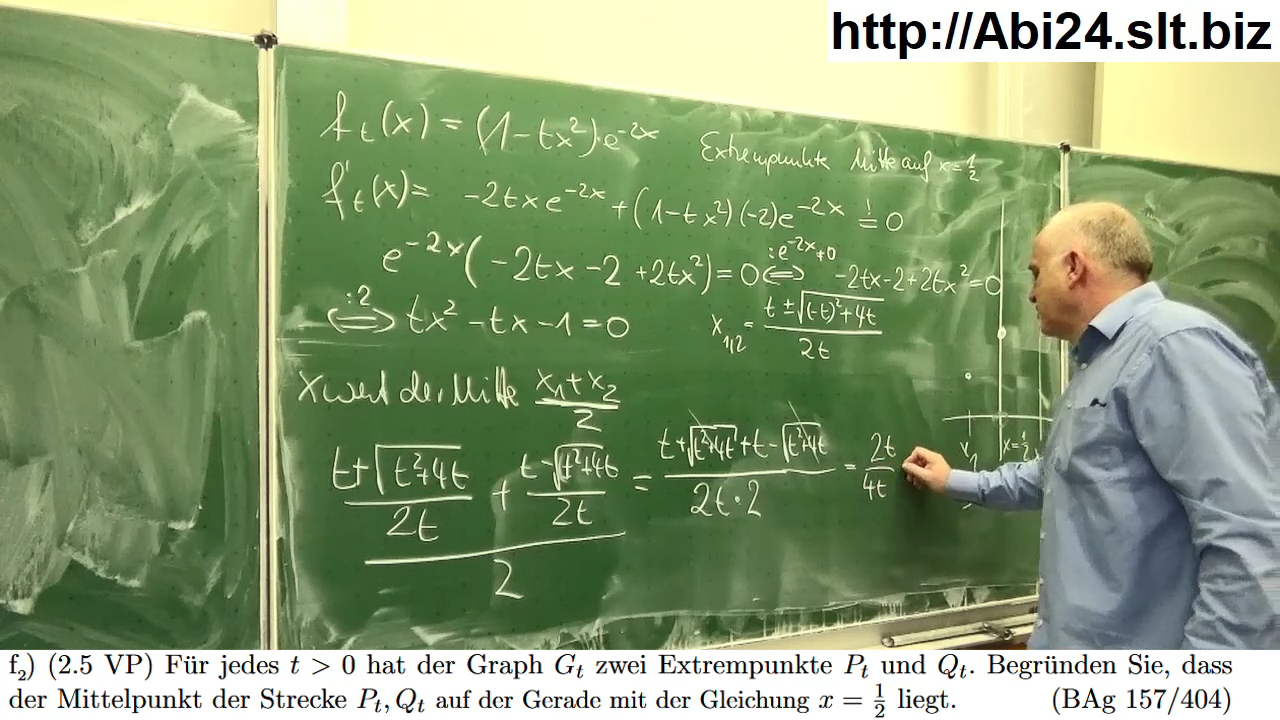 http://Abi24.slt.biz
f_t(x) = (1-tx²)·e^{-2x}
Extrempunkte Mitte auf x=1/2
f'_t(x) = -2tx e^{-2x} + (1-tx²)(-2)e^{-2x} =! 0
e^{-2x}(-2tx -2 +2tx²) = 0 :e^{-2x}≠0 <=> -2tx-2+2tx²=0
:2 <=> tx² -tx -1 = 0
x_{1,2} = (t ± √((-t)²+4t))/(2t)
x wert der Mitte (x₁+x₂)/2
((t+√(t²+4t))/(2t) + (t-√(t²+4t))/(2t))/2 = (t+√(t²+4t)+t-√(t²+4t))/(2t·2) = 2t/4t
x₁ x=1/2
f₂) (2.5 VP) Für jedes t > 0 hat der Graph G_t zwei Extrempunkte P_t und Q_t. Begründen Sie, dass
der Mittelpunkt der Strecke P_t, Q_t auf der Gerade mit der Gleichung x = 1/2 liegt. (BAg 157/404)